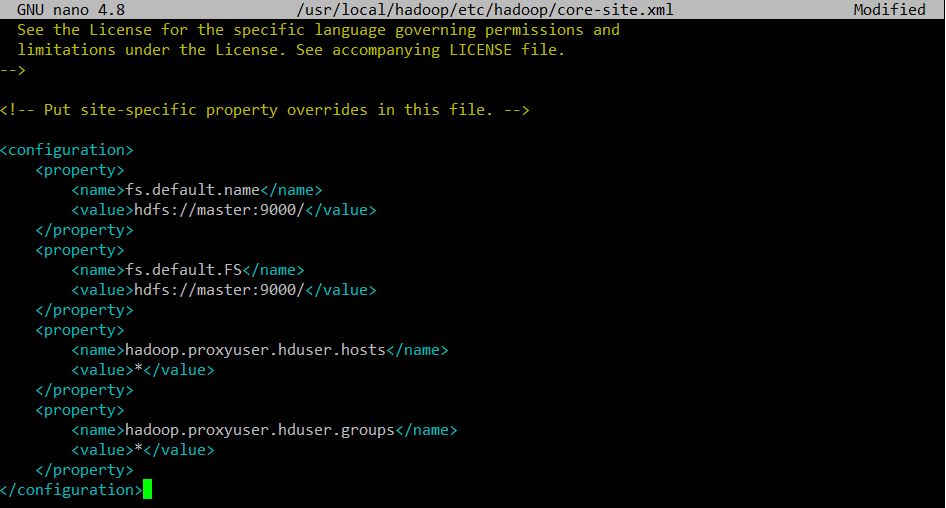 GNU nano 4.8 /usr/local/hadoop/etc/hadoop/core-site.xml Modified
See the License for the specific language governing permissions and
limitations under the License. See accompanying LICENSE file.
-->
<!-- Put site-specific property overrides in this file. -->
<configuration>
<property>
<name>fs.default.name</name>
<value>hdfs://master:9000/</value>
</property>
<property>
<name>fs.default.FS</name>
<value>hdfs://master:9000/</value>
</property>
<property>
<name>hadoop.proxyuser.hduser.hosts</name>
<value>*</value>
</property>
<property>
<name>hadoop.proxyuser.hduser.groups</name>
<value>*</value>
</property>
</configuration>